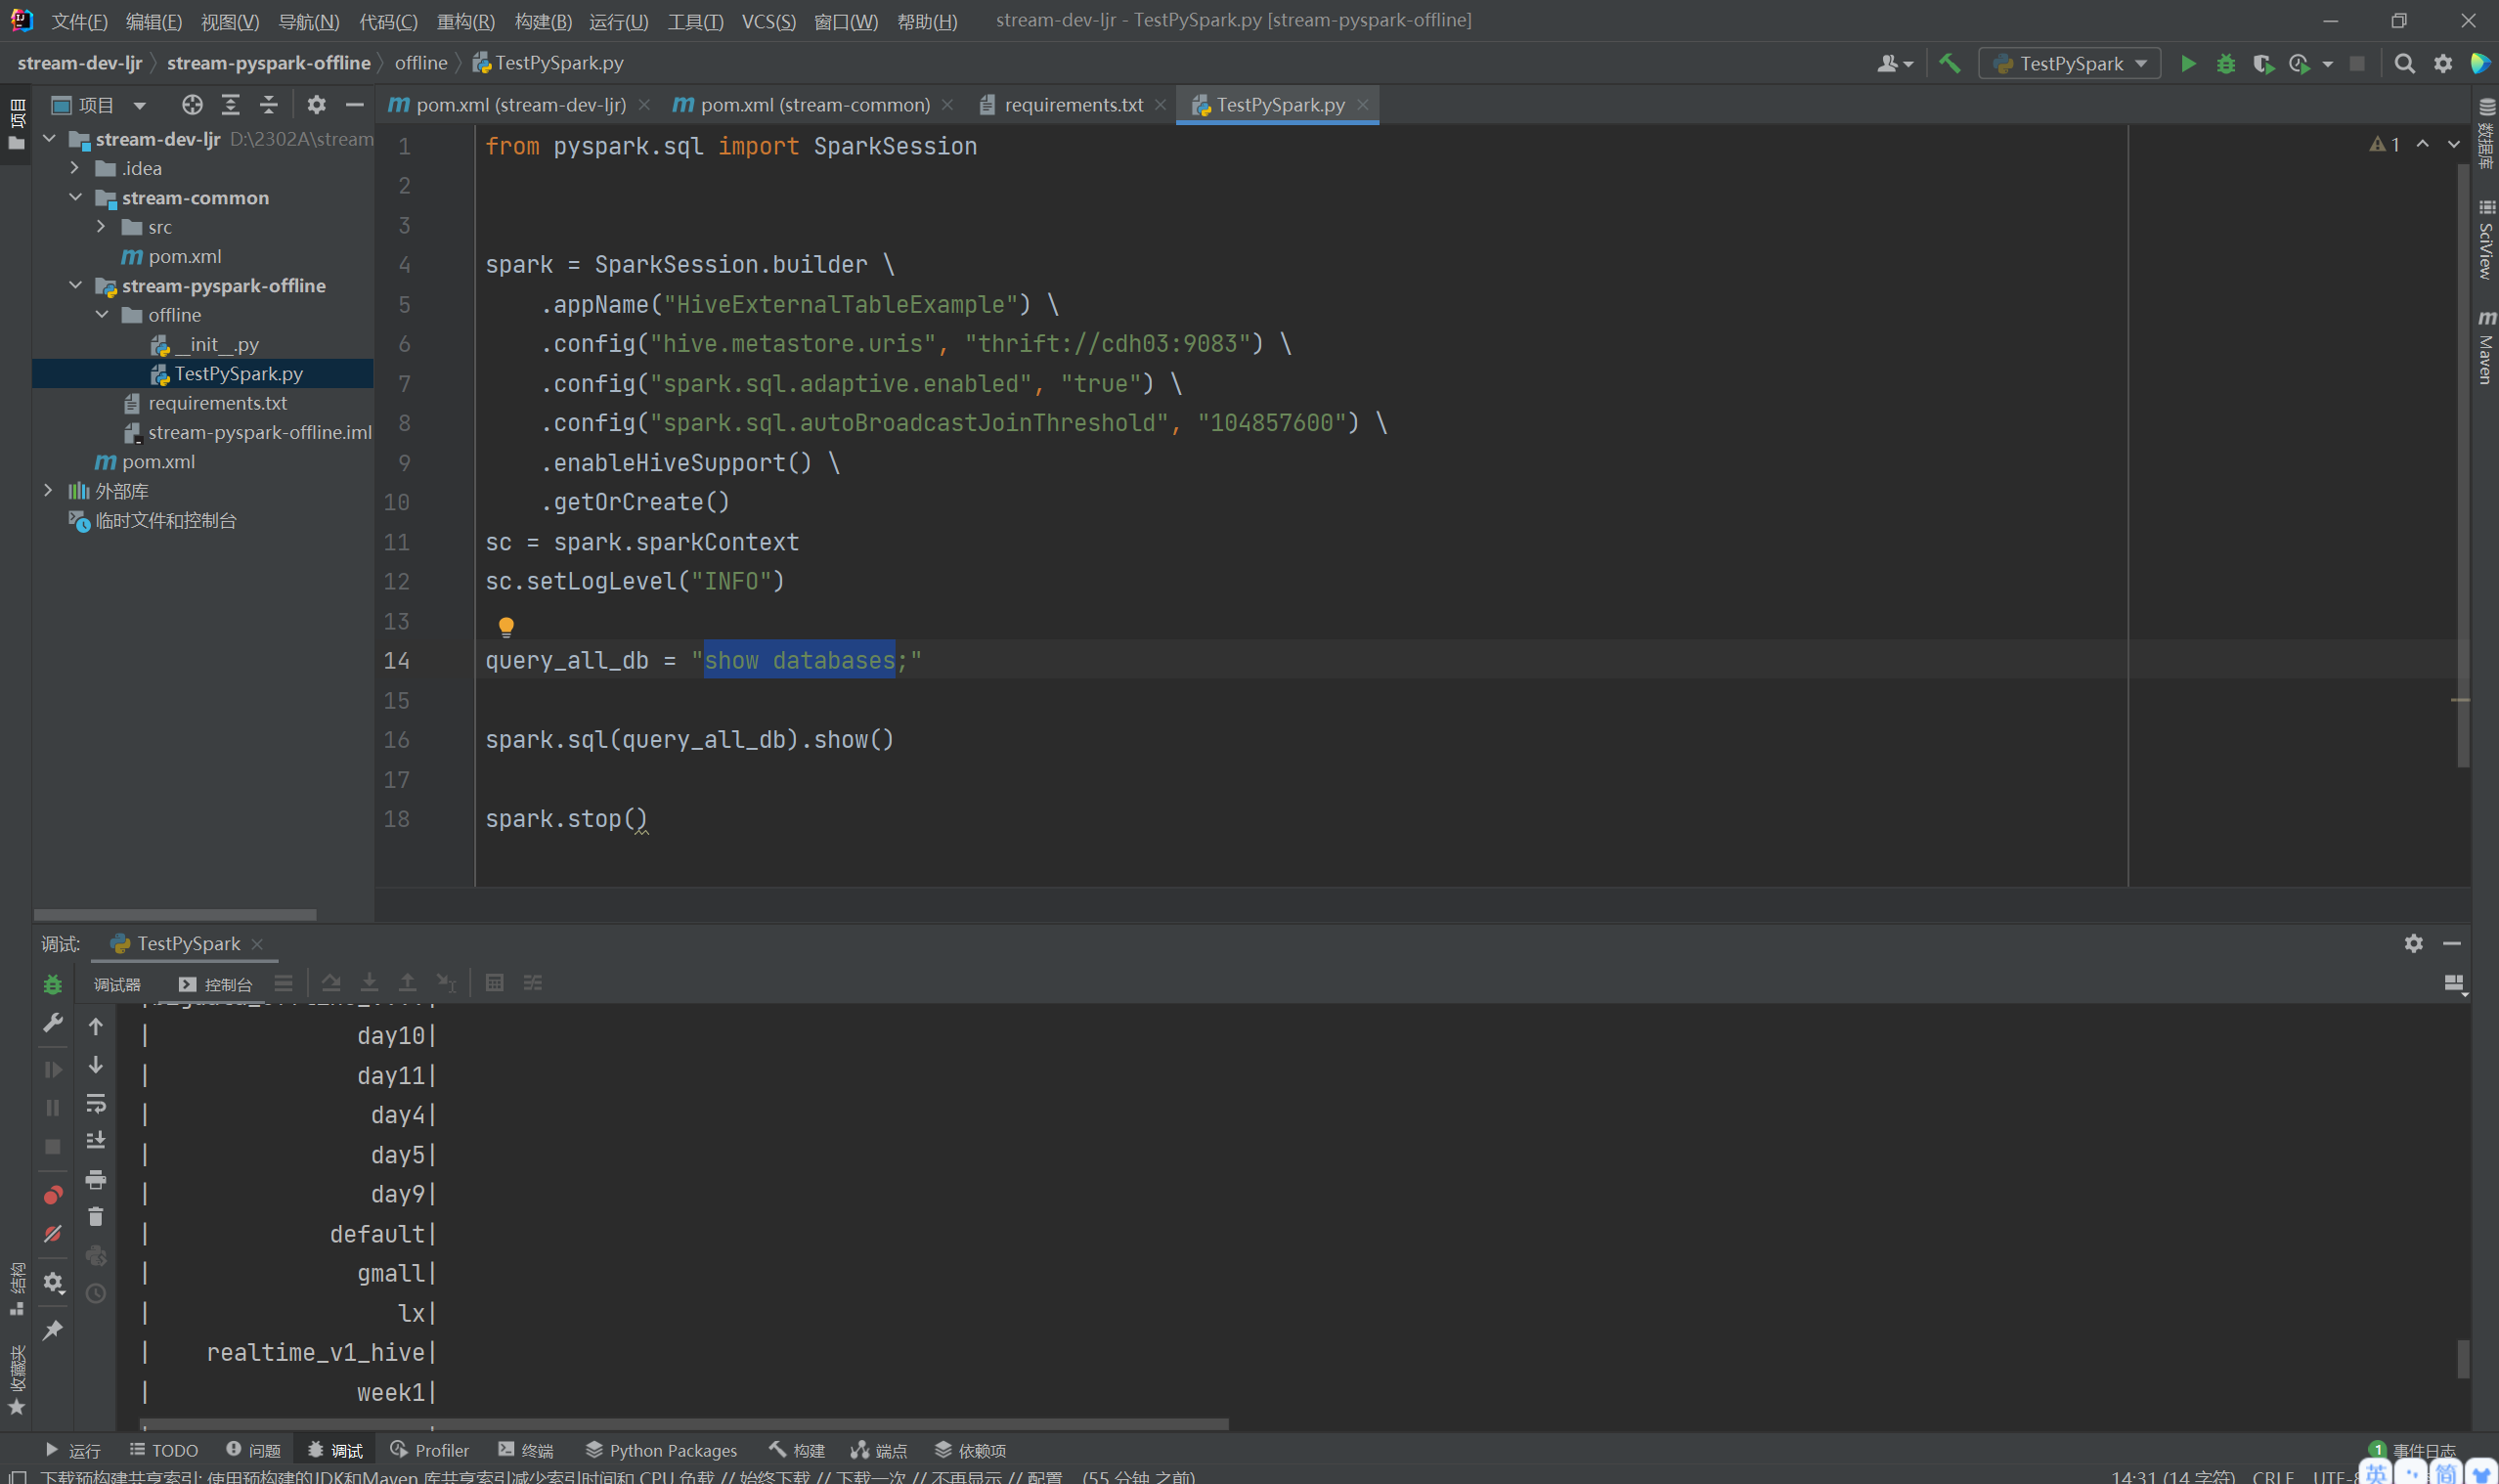 文件(F) 编辑(E) 视图(V) 导航(N) 代码(C) 重构(R) 构建(B) 运行(U) 工具(T) VCS(S) 窗口(W) 帮助(H) stream-dev-ljr - TestPySpark.py [stream-pyspark-offline]
stream-dev-ljr stream-pyspark-offline offline TestPySpark.py TestPySpark
项目
pom.xml (stream-dev-ljr) pom.xml (stream-common) requirements.txt TestPySpark.py
项目
stream-dev-ljr D:\2302A\stream
.idea
stream-common
src
pom.xml
stream-pyspark-offline
offline
__init__.py
TestPySpark.py
requirements.txt
stream-pyspark-offline.iml
pom.xml
外部库
临时文件和控制台
1 from pyspark.sql import SparkSession
2
3
4 spark = SparkSession.builder \
5 .appName("HiveExternalTableExample") \
6 .config("hive.metastore.uris", "thrift://cdh03:9083") \
7 .config("spark.sql.adaptive.enabled", "true") \
8 .config("spark.sql.autoBroadcastJoinThreshold", "104857600") \
9 .enableHiveSupport() \
10 .getOrCreate()
11 sc = spark.sparkContext
12 sc.setLogLevel("INFO")
13
14 query_all_db = "show databases;"
15
16 spark.sql(query_all_db).show()
17
18 spark.stop()
1
数据库
SciView
Maven
调试: TestPySpark
调试器 控制台
| day10|
| day11|
| day4|
| day5|
| day9|
| default|
| gmall|
| lx|
| realtime_v1_hive|
| week1|
结构
收藏夹
运行 TODO 问题 调试 Profiler 终端 Python Packages 构建 端点 依赖项 1 事件日志
下载预构建共享索引: 使用预构建的JDK和Maven 库共享索引减少索引时间和 CPU 负载 // 始终下载 // 下载一次 // 不再显示 // 配置... (55 分钟 之前) 14:31 (14 字符) CRLF UTF-8
英 简